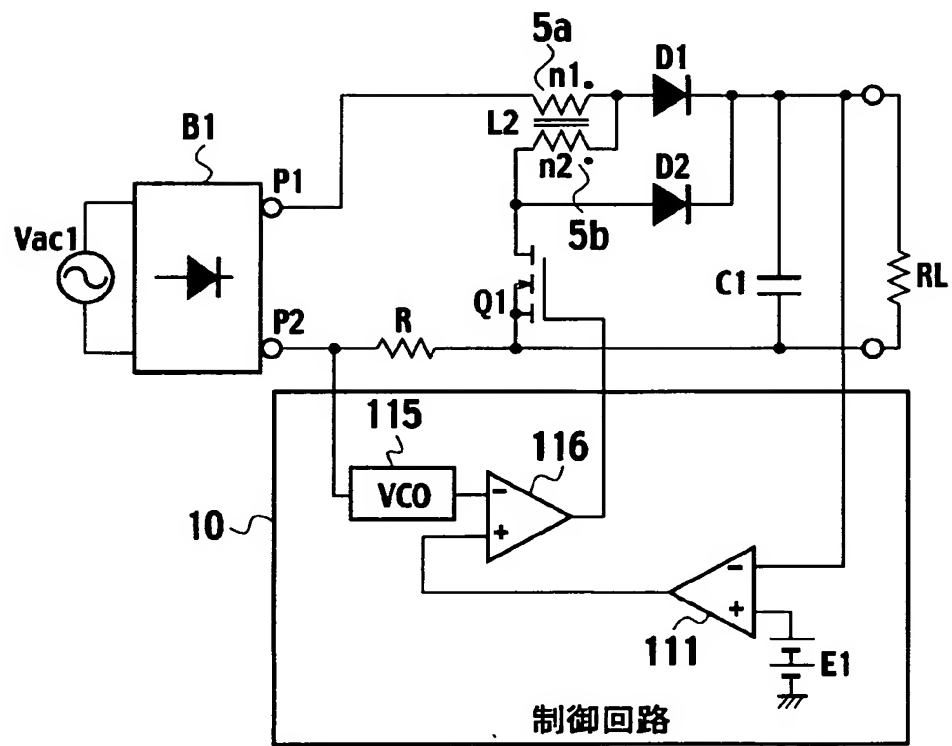 5a
D1
n1
B1
L2
P1
n2
D2
Vac1
5b
Q1
C1
RL
P2
R
115
116
VCO
-
+
10
-
+
111
E1
制御回路